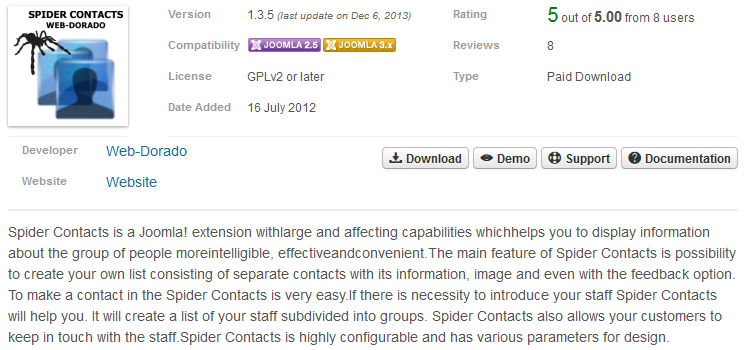 SPIDER CONTACTS
WEB-DORADO
Version 1.3.5 (last update on Dec 6, 2013)
Rating 5 out of 5.00 from 8 users
Compatibility JOOMLA 2.5 JOOMLA 3.x
Reviews 8
License GPLv2 or later
Type Paid Download
Date Added 16 July 2012
Developer Web-Dorado
Download Demo Support Documentation
Website Website
Spider Contacts is a Joomla! extension withlarge and affecting capabilities whichhelps you to display information
about the group of people moreintelligible, effectiveandconvenient.The main feature of Spider Contacts is possibility
to create your own list consisting of separate contacts with its information, image and even with the feedback option.
To make a contact in the Spider Contacts is very easy.If there is necessity to introduce your staff Spider Contacts
will help you. It will create a list of your staff subdivided into groups. Spider Contacts also allows your customers to
keep in touch with the staff.Spider Contacts is highly configurable and has various parameters for design.